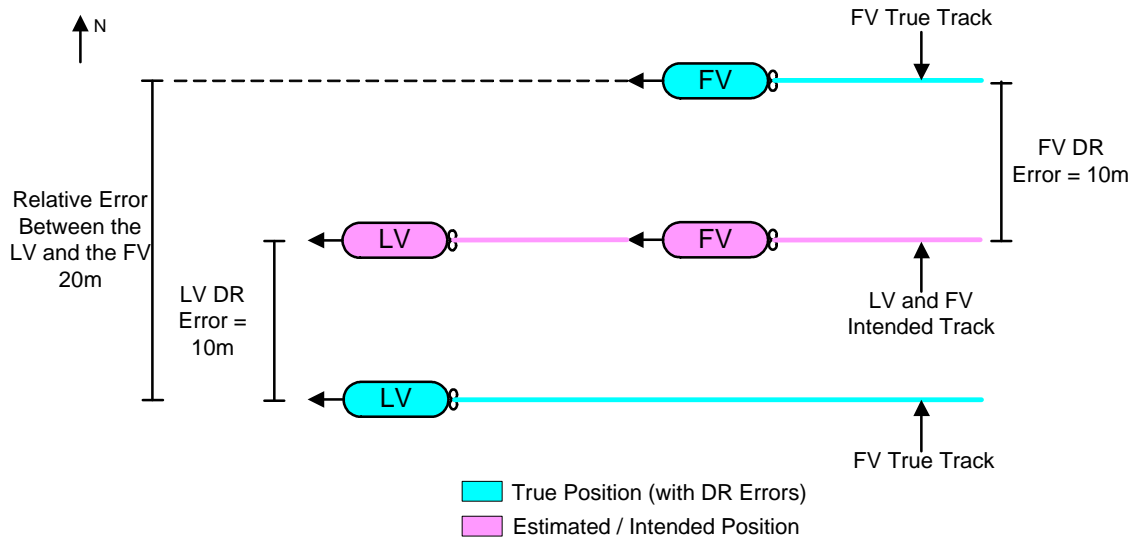 N
FV True Track
FV
FV DR
Error = 10m
Relative Error
Between the
LV and the FV
20m
LV
FV
LV DR
Error =
10m
LV and FV
Intended Track
LV
FV True Track
True Position (with DR Errors)
Estimated / Intended Position